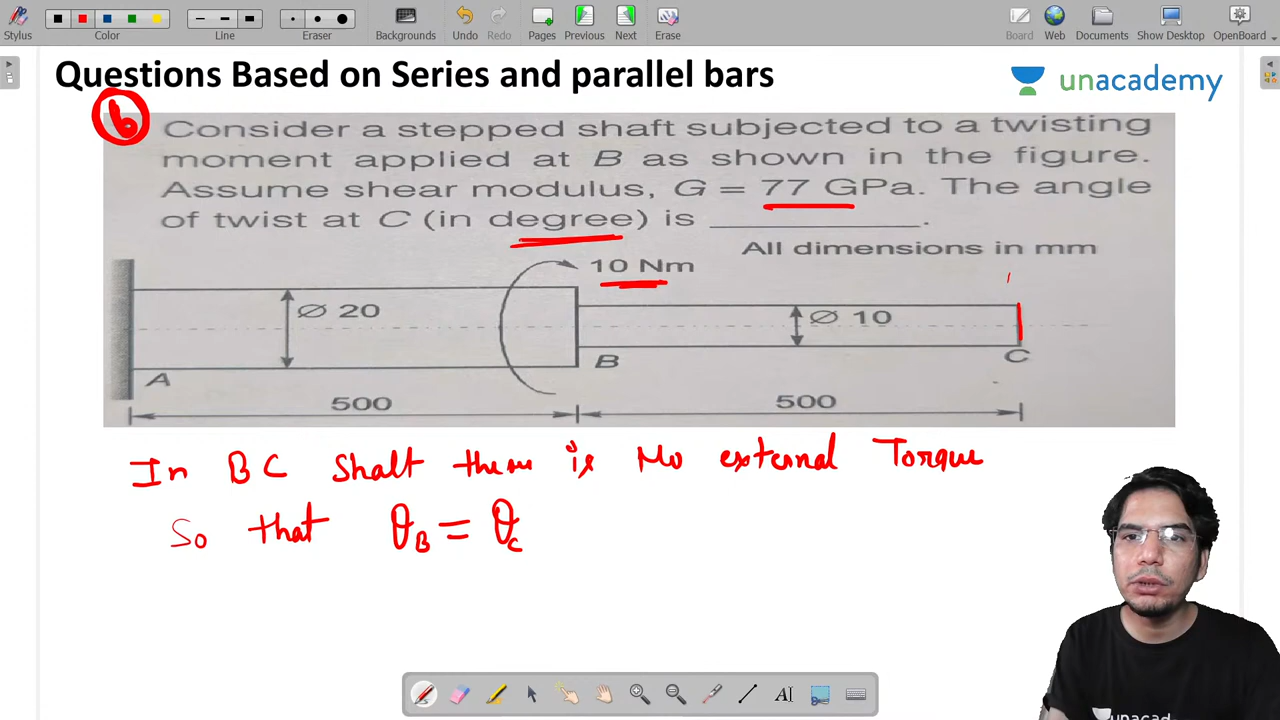 Stylus
Color
Line
Eraser
Backgrounds
Undo
Redo
Pages
Previous
Next
Erase
Board
Web
Documents
Show Desktop
OpenBoard
Questions Based on Series and parallel bars
unacademy
6
Consider a stepped shaft subjected to a twisting
moment applied at B as shown in the figure.
Assume shear modulus, G = 77 GPa. The angle
of twist at C (in degree) is ____________.
All dimensions in mm
10 Nm
Ø 20
Ø 10
A
B
C
500
500
In BC Shaft there is No external Torque
So that θB = θC
unacademy